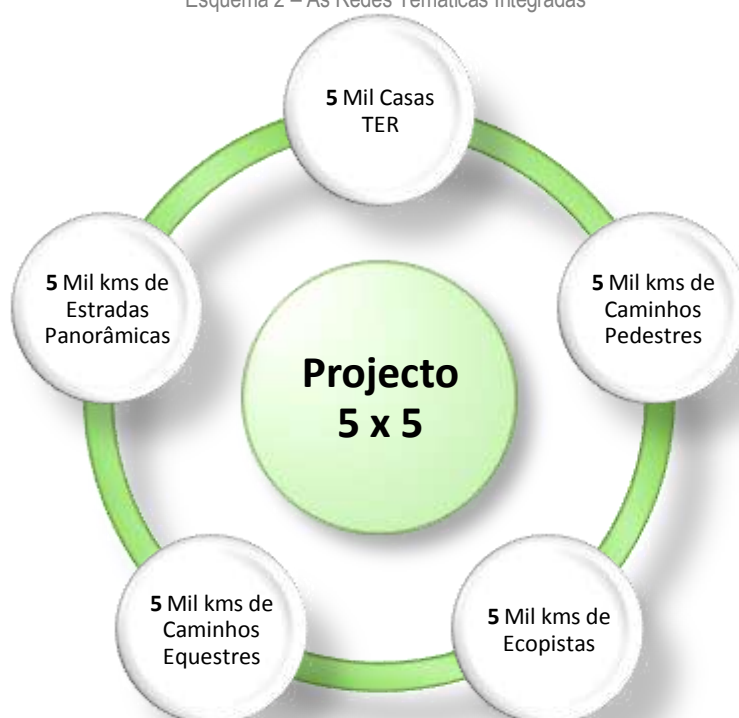 Esquema 2 – As Redes Temáticas Integradas
5 Mil Casas
TER
5 Mil kms de
Estradas
Panorâmicas
5 Mil kms de
Caminhos
Pedestres
Projecto
5 x 5
5 Mil kms de
Caminhos
Equestres
5 Mil kms de
Ecopistas